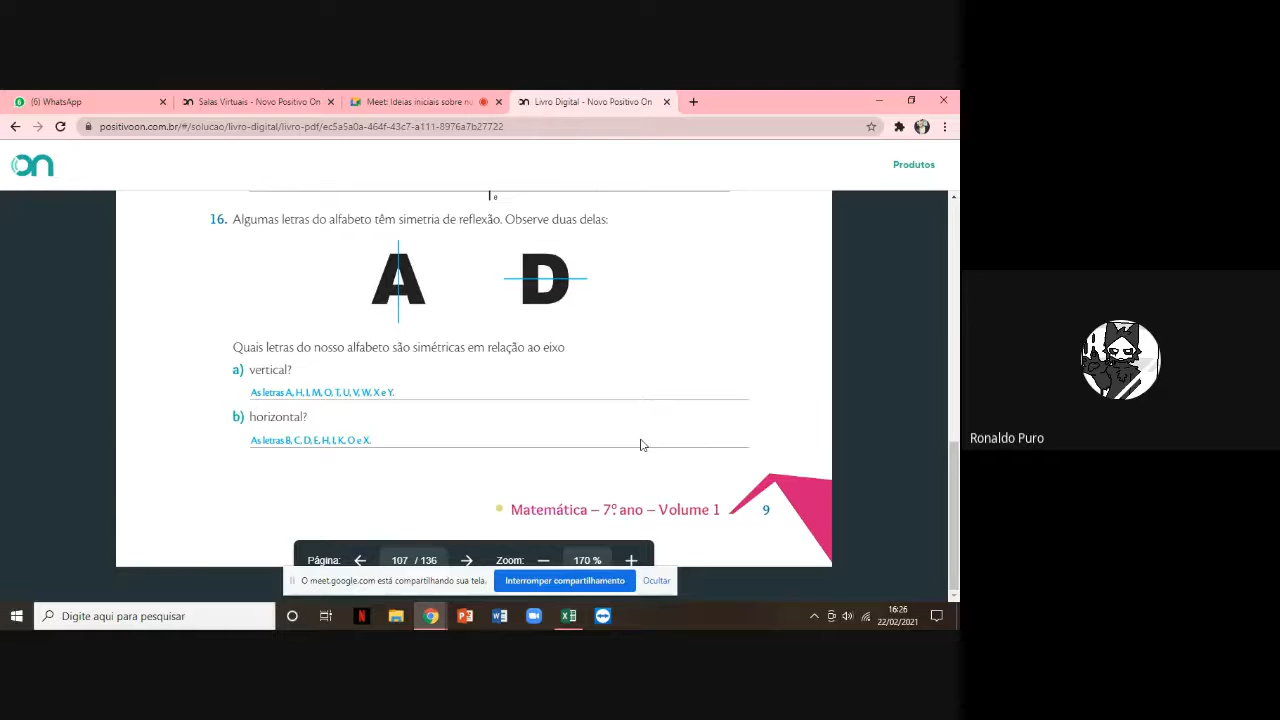 (6) WhatsApp
Salas Virtuais - Novo Positivo On
Meet: Ideias iniciais sobre nu
Livro Digital - Novo Positivo On
positivoon.com.br/#/solucao/livro-digital/livro-pdf/ec5a5a0a-464f-43c7-a111-8976a7b27722
on
Produtos
e
16. Algumas letras do alfabeto têm simetria de reflexão. Observe duas delas:
A D
Quais letras do nosso alfabeto são simétricas em relação ao eixo
a) vertical?
As letras A, H, I, M, O, T, U, V, W, X e Y.
b) horizontal?
As letras B, C, D, E, H, I, K, O e X.
Matemática – 7º. ano – Volume 1 9
Página: 107 / 136 Zoom: 170 %
O meet.google.com está compartilhando sua tela. Interromper compartilhamento Ocultar
Digite aqui para pesquisar
16:26
22/02/2021
Ronaldo Puro